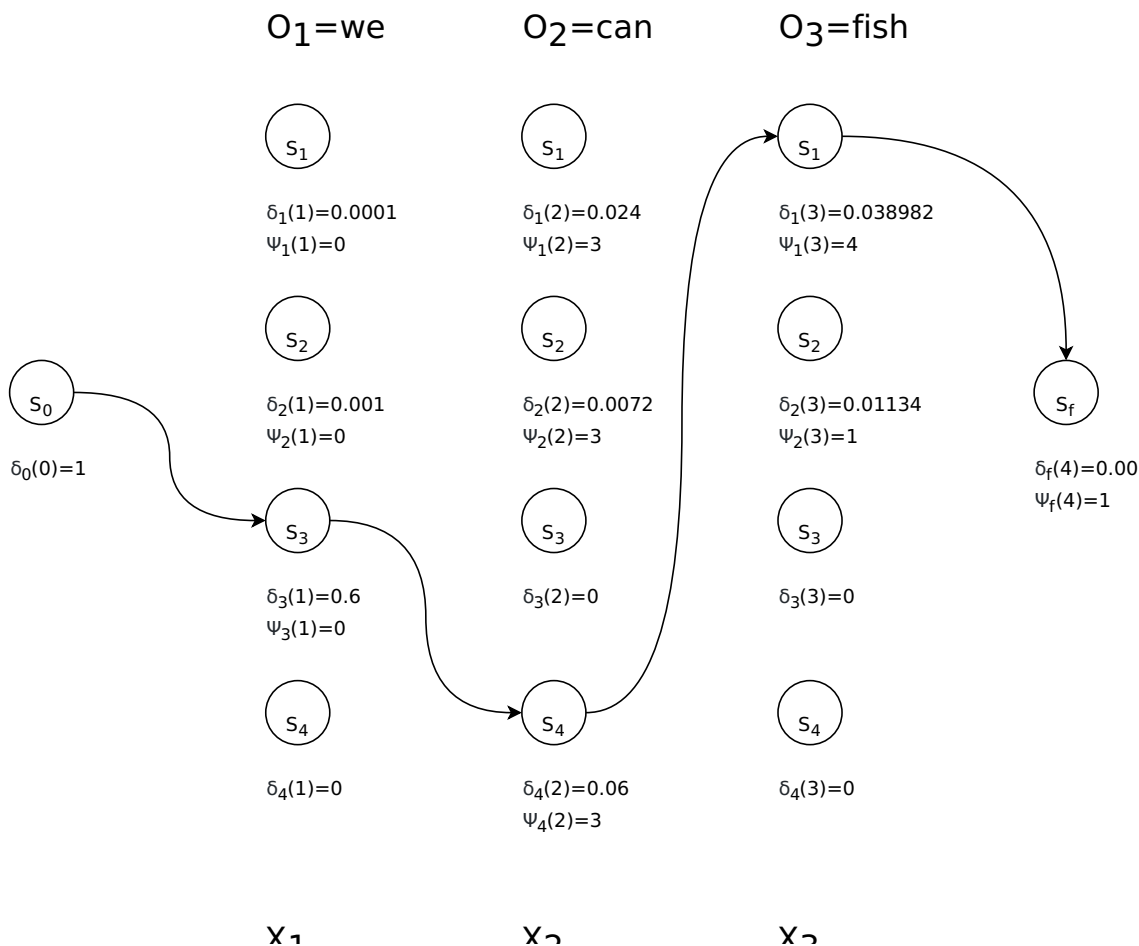 O1=we O2=can O3=fish
S1 S1 S1
δ1(1)=0.0001 δ1(2)=0.024 δ1(3)=0.038982
Ψ1(1)=0 Ψ1(2)=3 Ψ1(3)=4
S2 S2 S2
S0 Sf
δ2(1)=0.001 δ2(2)=0.0072 δ2(3)=0.01134
Ψ2(1)=0 Ψ2(2)=3 Ψ2(3)=1
δ0(0)=1 δf(4)=0.00
Ψf(4)=1
S3 S3 S3
δ3(1)=0.6 δ3(2)=0 δ3(3)=0
Ψ3(1)=0
S4 S4 S4
δ4(1)=0 δ4(2)=0.06 δ4(3)=0
Ψ4(2)=3
X1 X2 X3